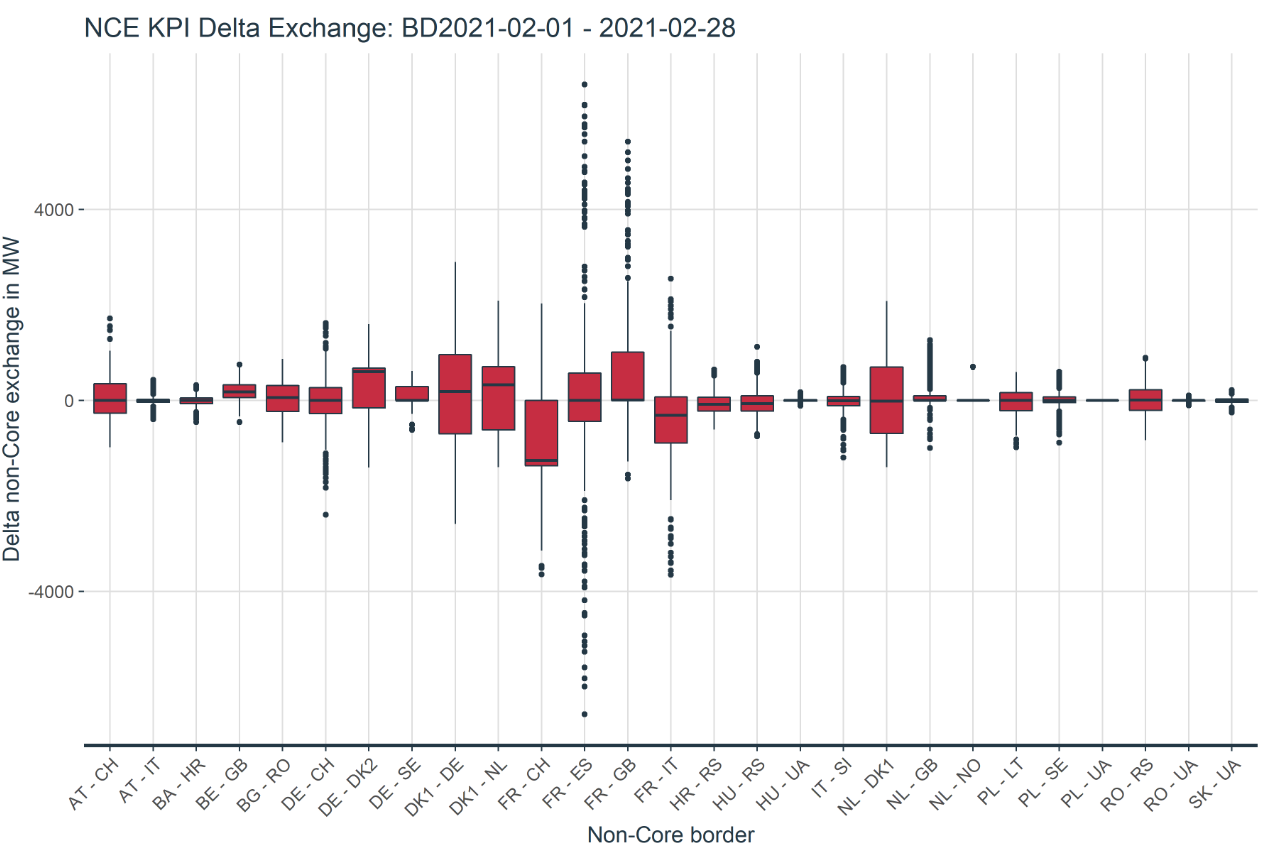 NCE KPI Delta Exchange: BD2021-02-01 - 2021-02-28
Delta non-Core exchange in MW
4000
0
-4000
AT - CH
AT - IT
BA - HR
BE - GB
BG - RO
DE - CH
DE - DK2
DE - SE
DK1 - DE
DK1 - NL
FR - CH
FR - ES
FR - GB
FR - IT
HR - RS
HU - RS
HU - UA
IT - SI
NL - DK1
NL - GB
NL - NO
PL - LT
PL - SE
PL - UA
RO - RS
RO - UA
SK - UA
Non-Core border